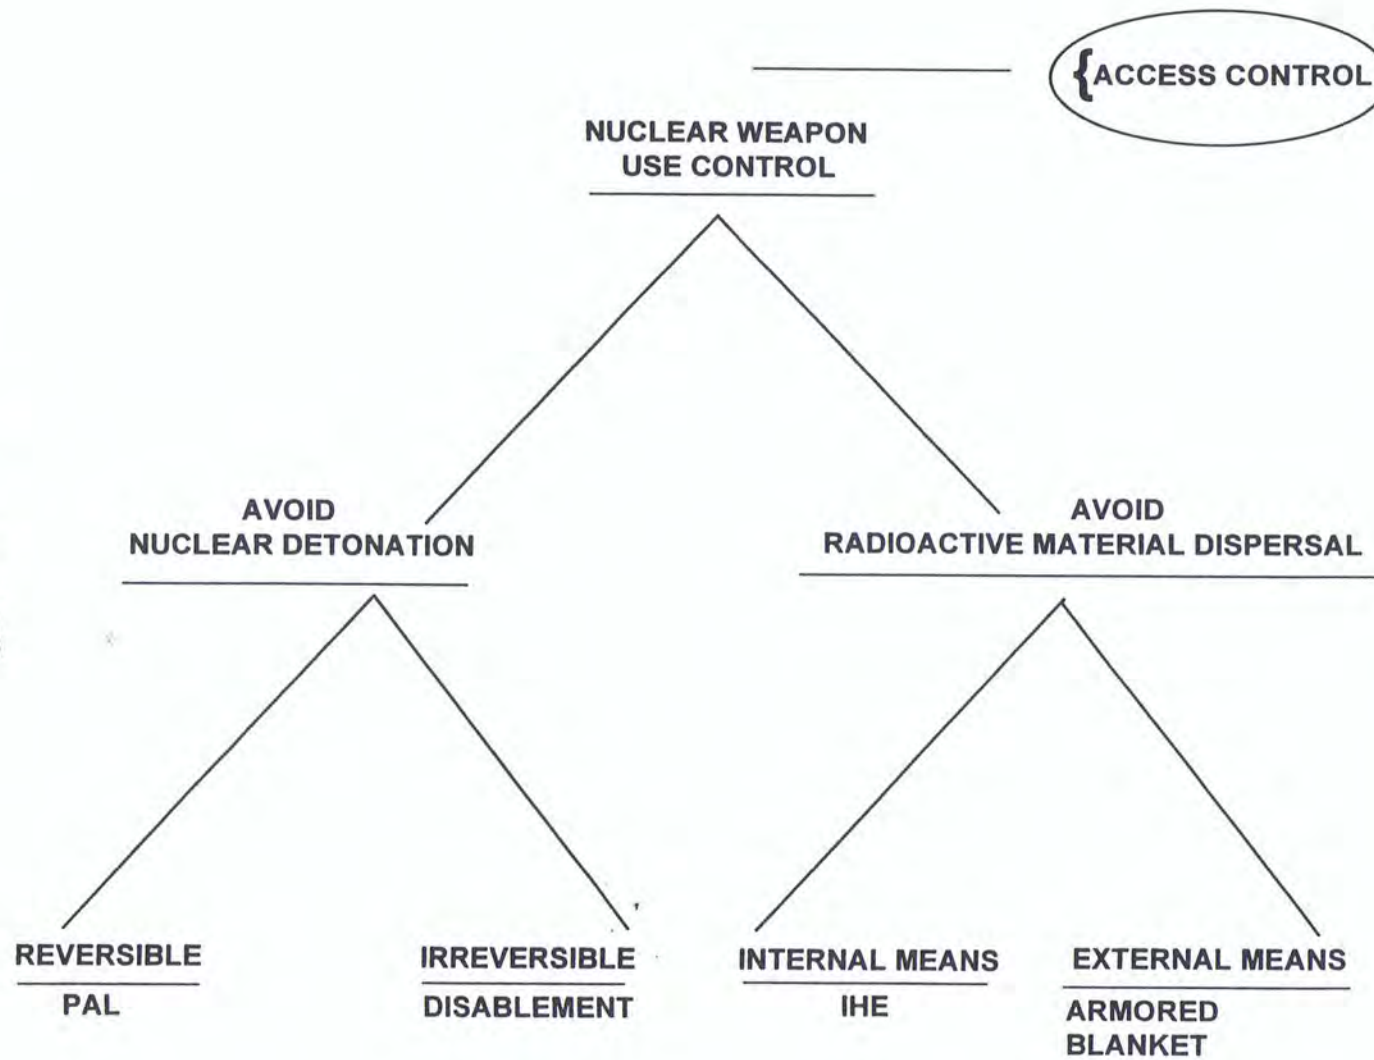 {ACCESS CONTROL
NUCLEAR WEAPON
USE CONTROL
AVOID
NUCLEAR DETONATION
AVOID
RADIOACTIVE MATERIAL DISPERSAL
REVERSIBLE
PAL
IRREVERSIBLE
DISABLEMENT
INTERNAL MEANS
IHE
EXTERNAL MEANS
ARMORED
BLANKET